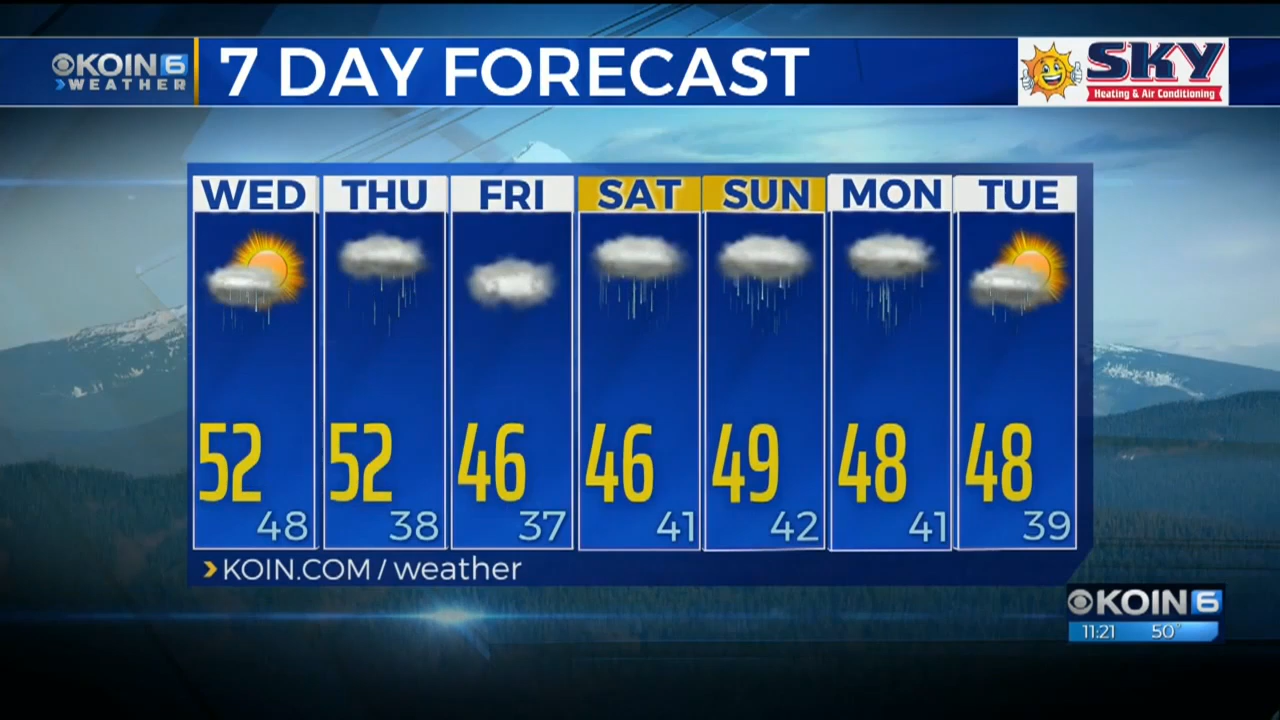 KOIN 6
WEATHER
7 DAY FORECAST
SKY
Heating & Air Conditioning
WED THU FRI SAT SUN MON TUE
52 52 46 46 49 48 48
48 38 37 41 42 41 39
KOIN.COM / weather
KOIN 6
11:21 50°